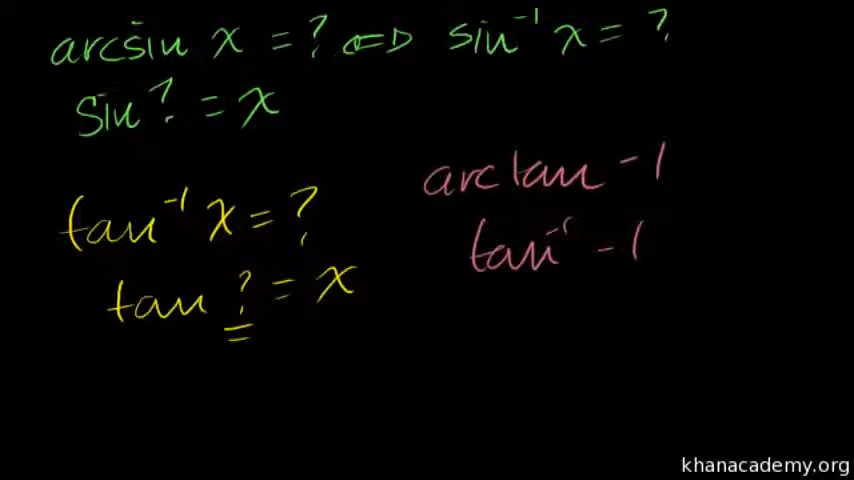 arcsin x = ? ⟺ sin⁻¹ x = ?
sin ? = x
tan⁻¹ x = ?
tan ? = x
arctan -1
tan⁻¹ -1
khanacademy.org